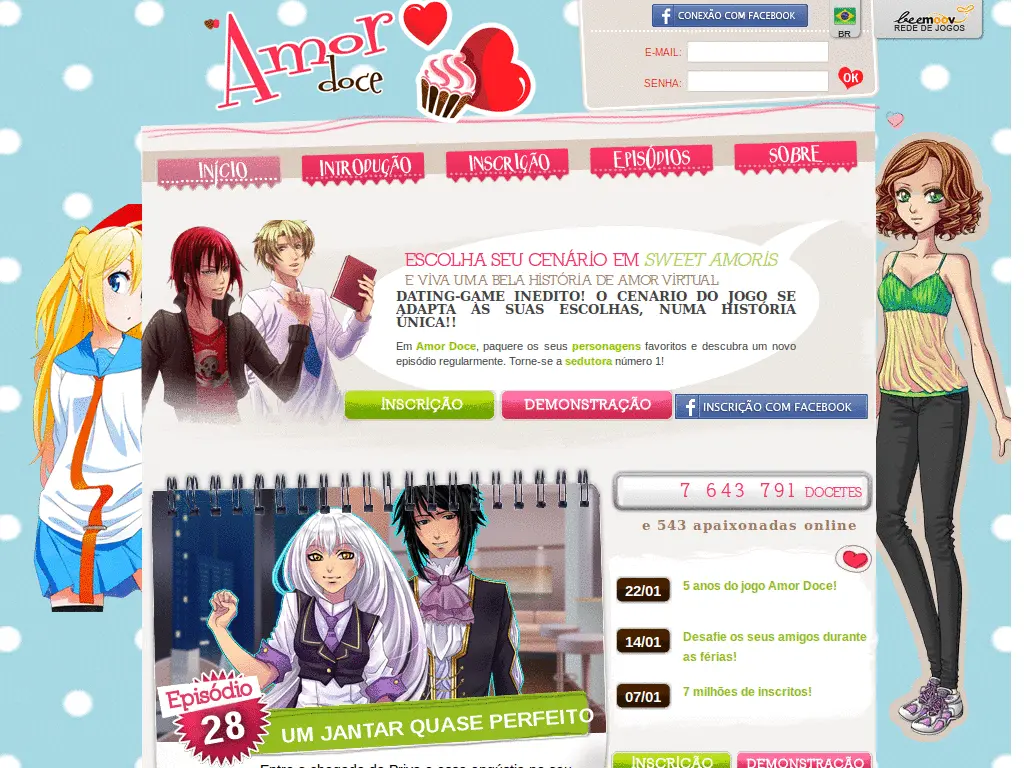 Amor
doce
CONEXÃO COM FACEBOOK
BR
beemoov
REDE DE JOGOS
E-MAIL:
SENHA:
OK
INÍCIO
INTRODUÇÃO
INSCRIÇÃO
EPISÓDIOS
SOBRE
ESCOLHA SEU CENÁRIO EM SWEET AMORIS
E VIVA UMA BELA HISTÓRIA DE AMOR VIRTUAL
DATING-GAME INEDITO! O CENARIO DO JOGO SE
ADAPTA AS SUAS ESCOLHAS, NUMA HISTÓRIA
ÚNICA!!
Em Amor Doce, paquere os seus personagens favoritos e descubra um novo
episódio regularmente. Torne-se a sedutora número 1!
INSCRIÇÃO
DEMONSTRAÇÃO
INSCRIÇÃO COM FACEBOOK
7 643 791 DOCETES
e 543 apaixonadas online
22/01
5 anos do jogo Amor Doce!
14/01
Desafie os seus amigos durante
as férias!
07/01
7 milhões de inscritos!
Episódio
28
UM JANTAR QUASE PERFEITO
INSCRIÇÃO
DEMONSTRAÇÃO